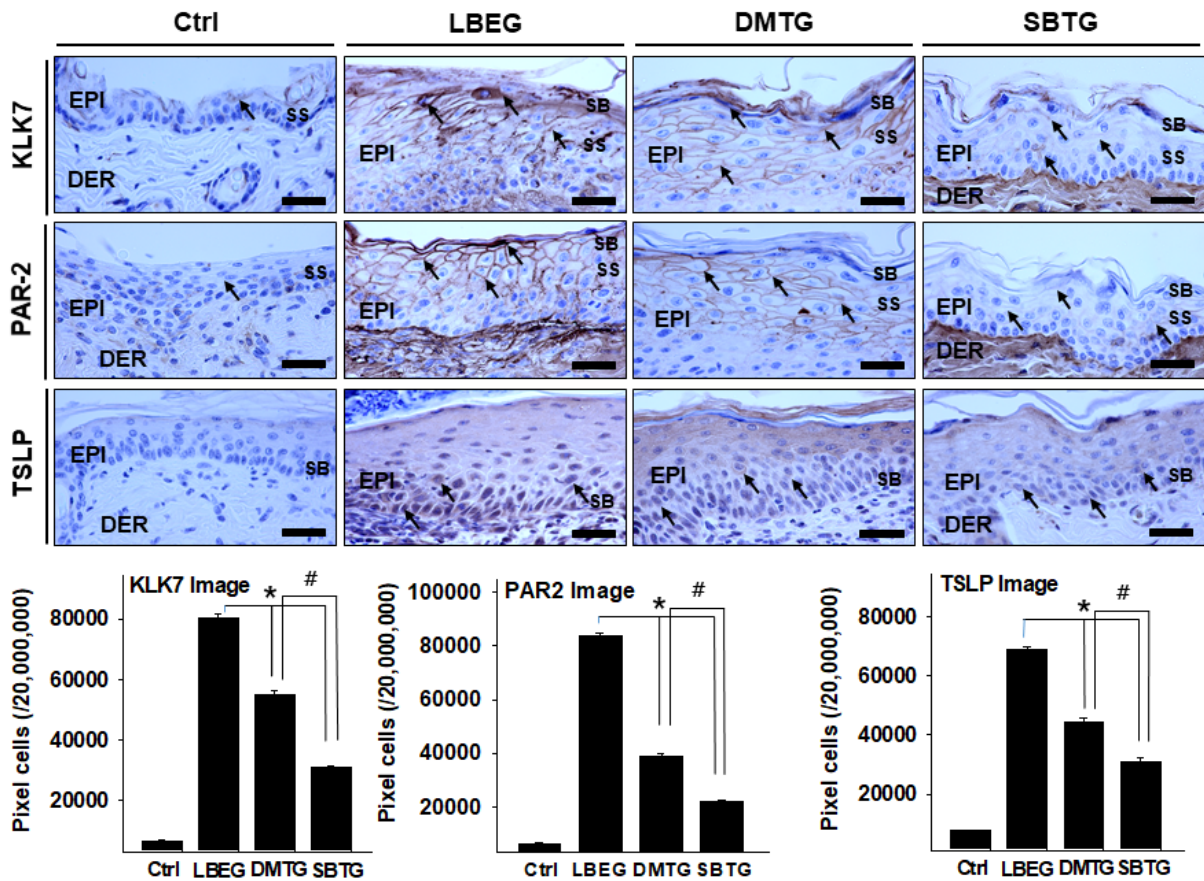 Ctrl LBEG DMTG SBTG
KLK7
EPI SS DER
EPI SB SS
EPI SB SS
EPI SB SS DER
PAR-2
EPI SS DER
EPI SB SS
EPI SB SS
EPI SB SS DER
TSLP
EPI SB DER
EPI SB
EPI SB
EPI SB
KLK7 Image
* #
Pixel cells (/20,000,000)
80000
60000
40000
20000
Ctrl LBEG DMTG SBTG
PAR2 Image
* #
Pixel cells (/20,000,000)
100000
80000
60000
40000
20000
Ctrl LBEG DMTG SBTG
TSLP Image
* #
Pixel cells (/20,000,000)
80000
60000
40000
20000
Ctrl LBEG DMTG SBTG